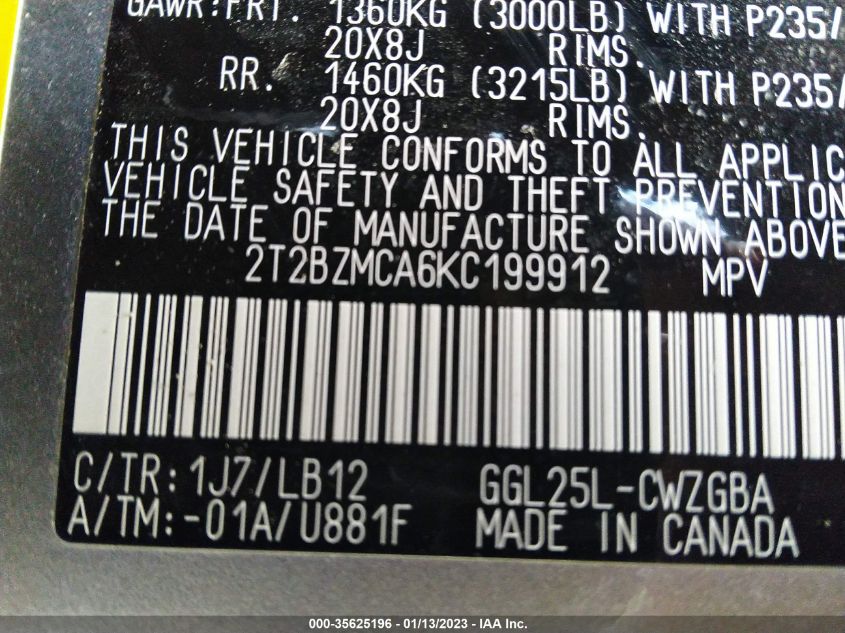 GAWR:FRT. 1360KG (3000LB) WITH P235/
20X8J RIMS.
RR. 1460KG (3215LB) WITH P235/
20X8J RIMS.
THIS VEHICLE CONFORMS TO ALL APPLIC
VEHICLE SAFETY AND THEFT PREVENTION
THE DATE OF MANUFACTURE SHOWN ABOVE
2T2BZMCA6KC199912 MPV
C/TR: 1J7/LB12 GGL25L-CWZGBA
A/TM:-01A/U881F MADE IN CANADA
000-35625196 - 01/13/2023 - IAA Inc.